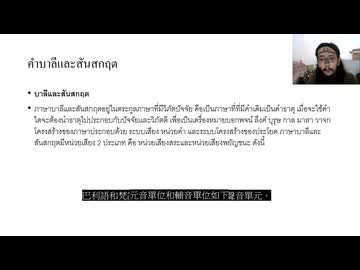 คำบาลีและสันสกฤต
• บาลีและสันสกฤต
• ภาษาบาลีและสันสกฤตอยู่ในตระกูลภาษาที่มีวิภัตปัจจัย คือเป็นภาษาที่ที่มีคำเดิมเป็นคำธาตุ เมื่อจะใช้คำ
ใดจะต้องนำธาตุไปประกอบกับปัจจัยและวิภัตติ เพื่อเป็นเครื่องหมายบอกพจน์ ลึงค์ บุรุษ กาล มาลา วาจก
โครงสร้างของภาษาประกอบด้วย ระบบเสียง หน่วยคำ และระบบโครงสร้างของประโยค ภาษาบาลีและ
สันสกฤตมีหน่วยเสียง 2 ประเภท คือ หน่วยเสียงสระและหน่วยเสียงพยัญชนะ ดังนี้
巴利語和梵 元音單位和輔音單位如下 音單元。